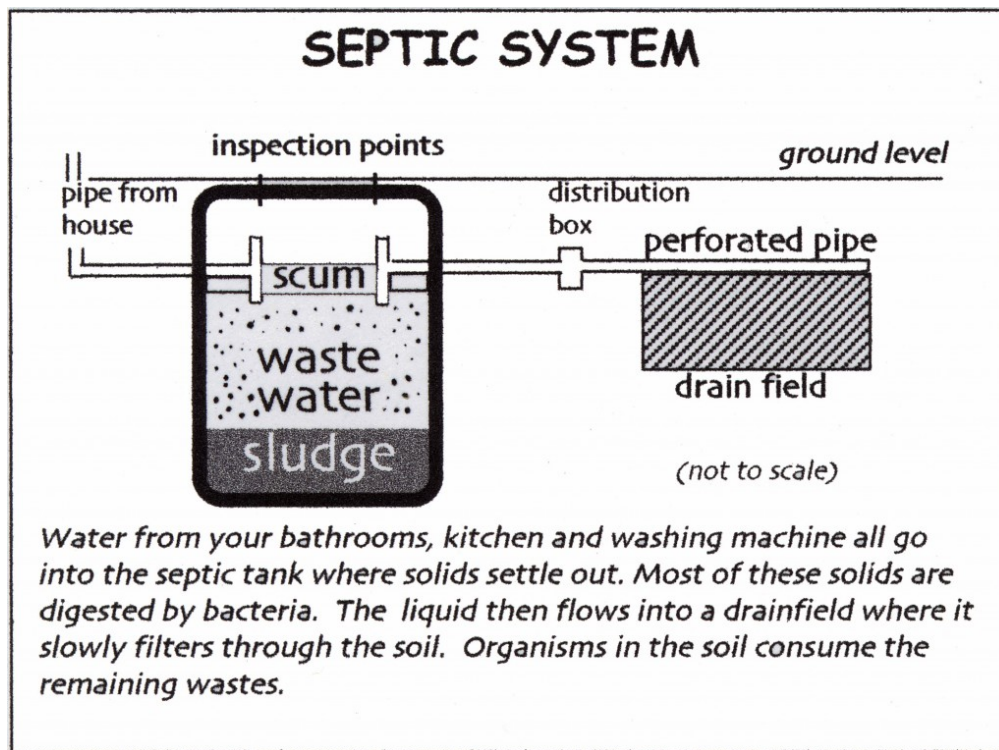 SEPTIC SYSTEM
inspection points
ground level
pipe from
house
distribution
box
perforated pipe
scum
waste
water
drain field
sludge
(not to scale)
Water from your bathrooms, kitchen and washing machine all go
into the septic tank where solids settle out. Most of these solids are
digested by bacteria. The liquid then flows into a drainfield where it
slowly filters through the soil. Organisms in the soil consume the
remaining wastes.